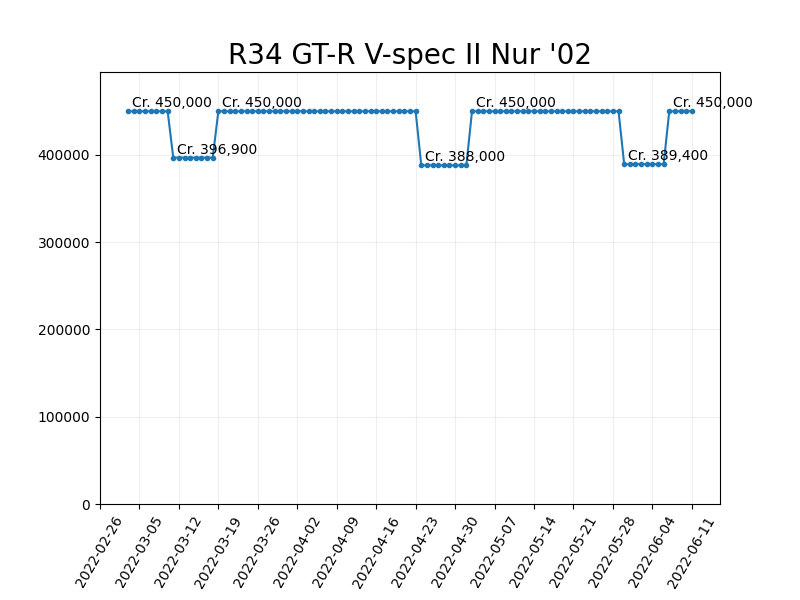 R34 GT-R V-spec II Nur '02
Cr. 450,000
Cr. 450,000
Cr. 450,000
Cr. 450,000
Cr. 396,900
Cr. 388,000
Cr. 389,400
400000
300000
200000
100000
0
2022-02-26
2022-03-05
2022-03-12
2022-03-19
2022-03-26
2022-04-02
2022-04-09
2022-04-16
2022-04-23
2022-04-30
2022-05-07
2022-05-14
2022-05-21
2022-05-28
2022-06-04
2022-06-11